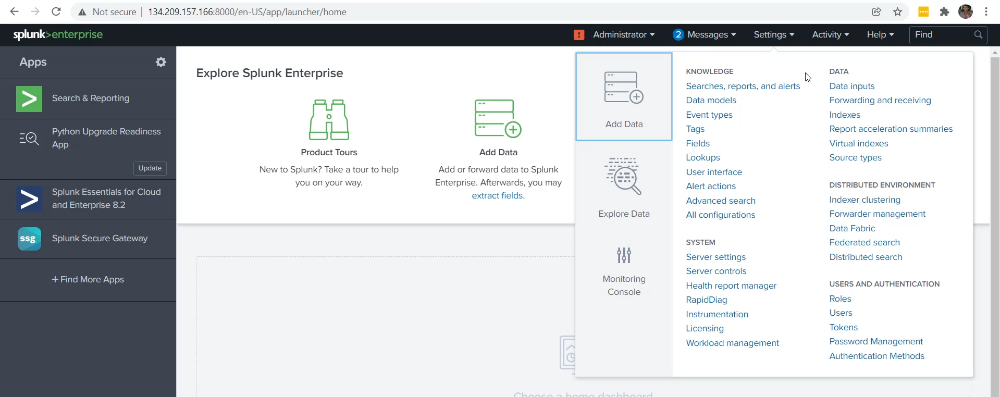 Not secure
134.209.157.166:8000/en-US/app/launcher/home
splunk>enterprise
!
Administrator
2
Messages
Settings
Activity
Help
Find
Apps
Search & Reporting
Python Upgrade Readiness
App
Update
Splunk Essentials for Cloud
and Enterprise 8.2
ssg
Splunk Secure Gateway
+ Find More Apps
Explore Splunk Enterprise
Product Tours
New to Splunk? Take a tour to help
you on your way.
Add Data
Add or forward data to Splunk
Enterprise. Afterwards, you may
extract fields.
Add Data
Explore Data
Monitoring
Console
KNOWLEDGE
Searches, reports, and alerts
Data models
Event types
Tags
Fields
Lookups
User interface
Alert actions
Advanced search
All configurations
SYSTEM
Server settings
Server controls
Health report manager
RapidDiag
Instrumentation
Licensing
Workload management
DATA
Data inputs
Forwarding and receiving
Indexes
Report acceleration summaries
Virtual indexes
Source types
DISTRIBUTED ENVIRONMENT
Indexer clustering
Forwarder management
Data Fabric
Federated search
Distributed search
USERS AND AUTHENTICATION
Roles
Users
Tokens
Password Management
Authentication Methods
Choose a home dashboard